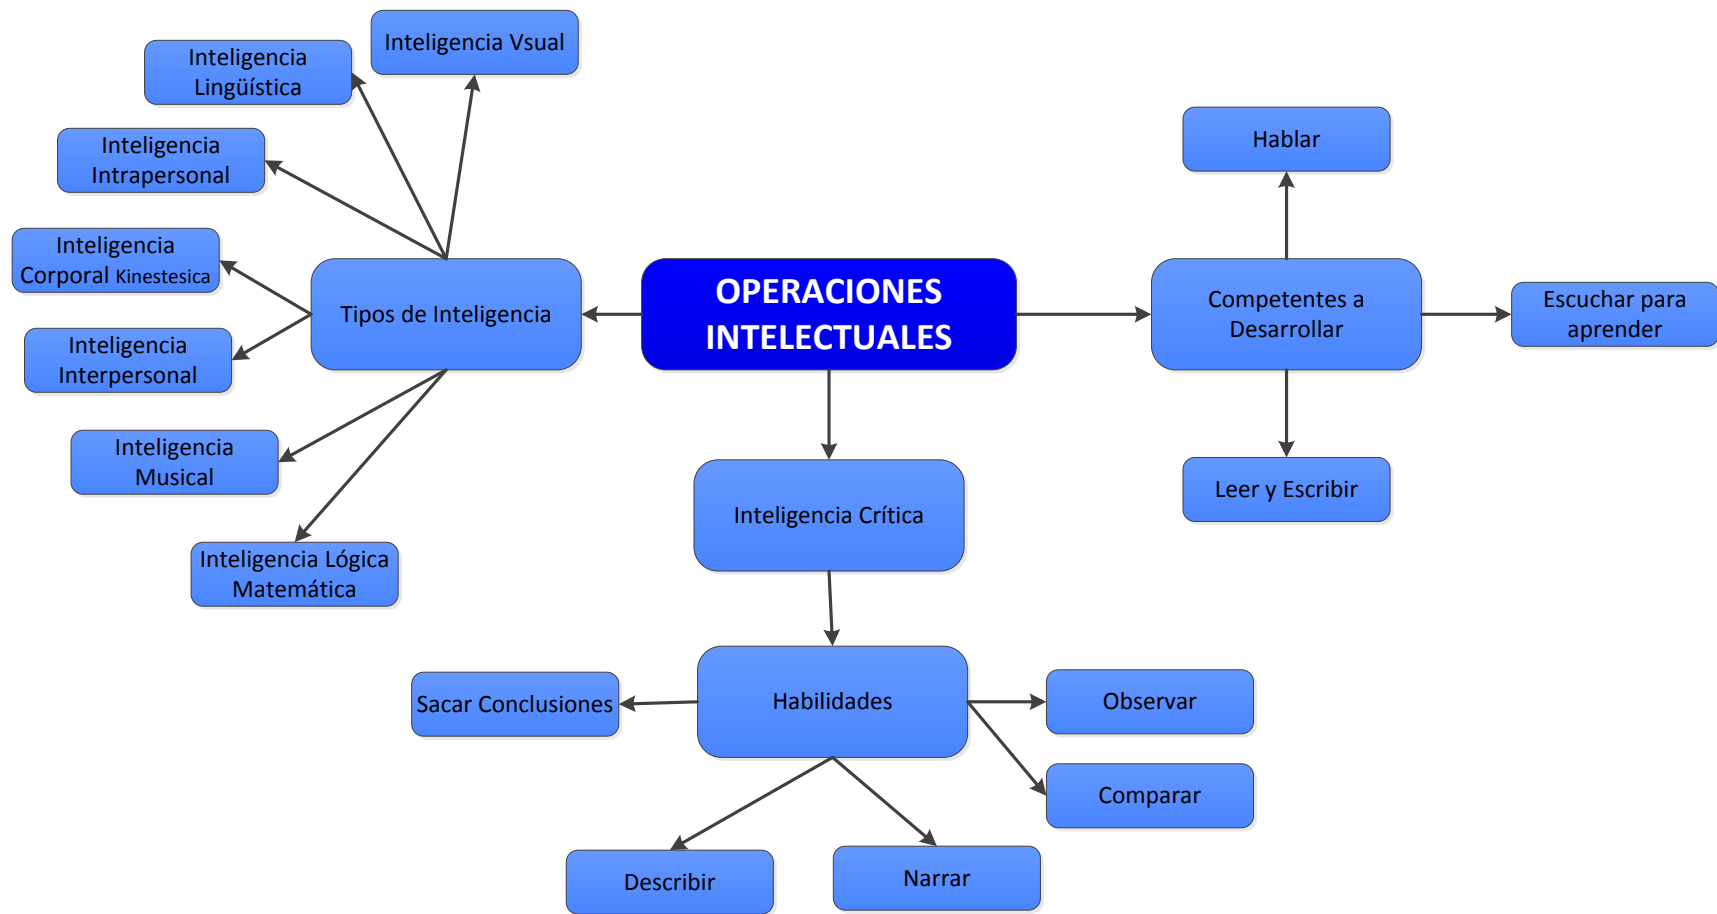 Inteligencia Vsual
Inteligencia
Lingüística
Inteligencia
Intrapersonal
Inteligencia
Corporal Kinestesica
Inteligencia
Interpersonal
Inteligencia
Musical
Inteligencia Lógica
Matemática
Tipos de Inteligencia
OPERACIONES
INTELECTUALES
Hablar
Competentes a
Desarrollar
Escuchar para
aprender
Leer y Escribir
Inteligencia Crítica
Habilidades
Sacar Conclusiones
Observar
Comparar
Describir
Narrar